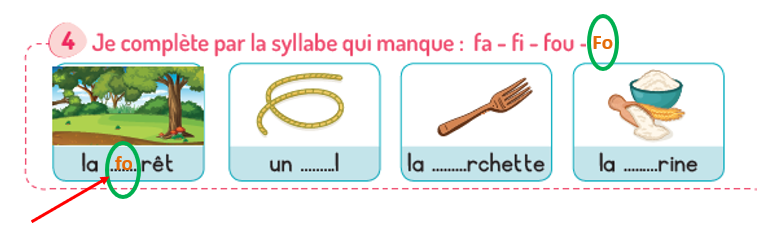 4 Je complète par la syllabe qui manque : fa - fi - fou - Fo
la ...fo...rêt
un .........l
la .........rchette
la .........rine